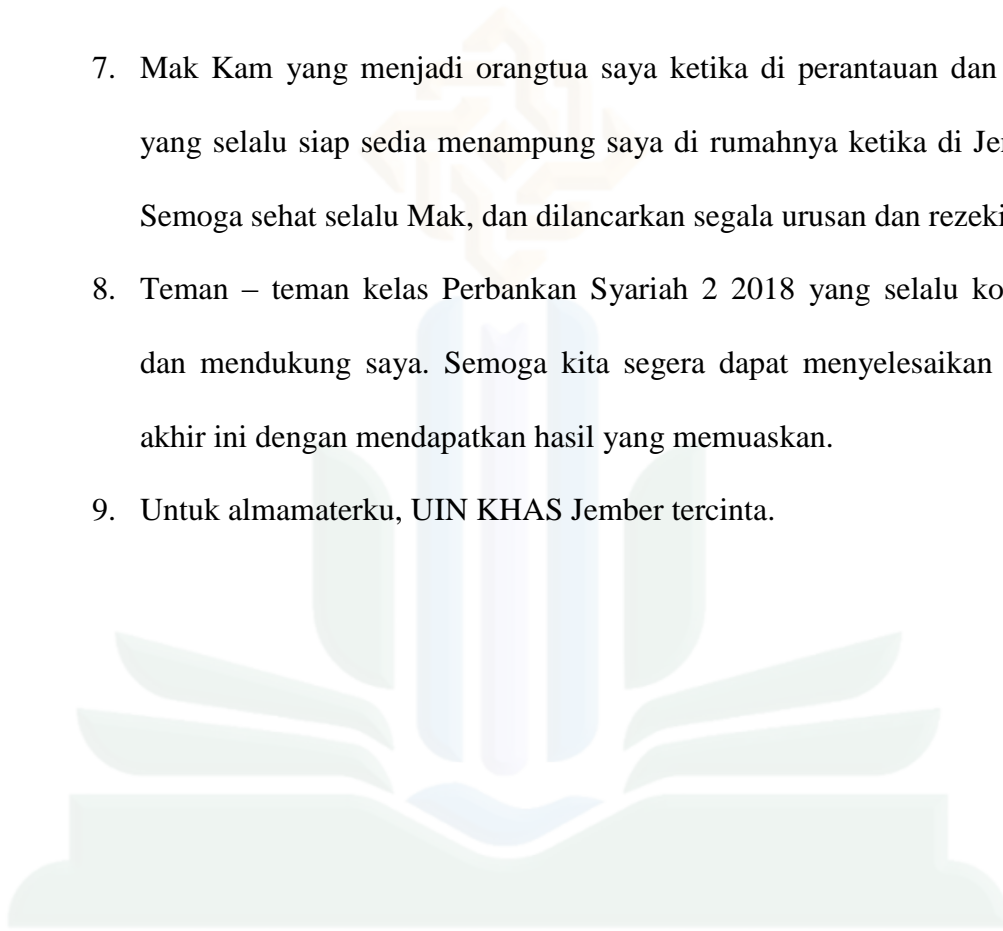 7. Mak Kam yang menjadi orangtua saya ketika di perantauan dan
yang selalu siap sedia menampung saya di rumahnya ketika di Jer
Semoga sehat selalu Mak, dan dilancarkan segala urusan dan rezeki
8. Teman – teman kelas Perbankan Syariah 2 2018 yang selalu ko
dan mendukung saya. Semoga kita segera dapat menyelesaikan
akhir ini dengan mendapatkan hasil yang memuaskan.
9. Untuk almamaterku, UIN KHAS Jember tercinta.